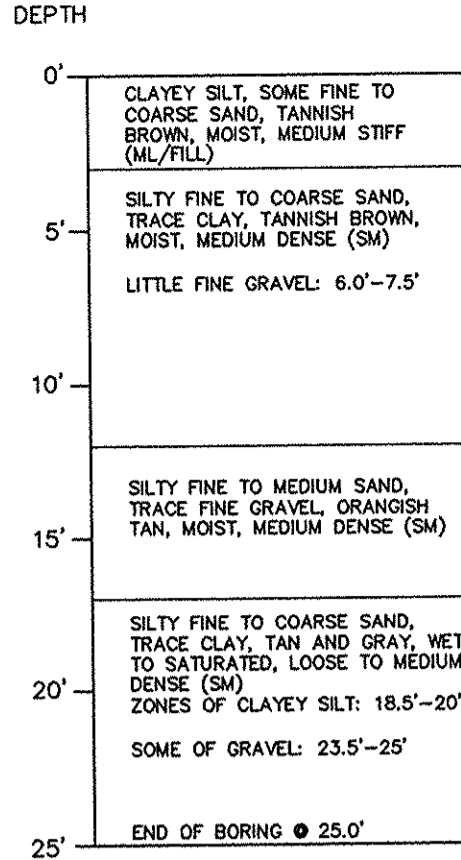 DEPTH
0'
CLAYEY SILT, SOME FINE TO
COARSE SAND, TANNISH
BROWN, MOIST, MEDIUM STIFF
(ML/FILL)
SILTY FINE TO COARSE SAND,
TRACE CLAY, TANNISH BROWN,
5'
MOIST, MEDIUM DENSE (SM)
LITTLE FINE GRAVEL: 6.0'-7.5'
10'
SILTY FINE TO MEDIUM SAND,
TRACE FINE GRAVEL, ORANGISH
TAN, MOIST, MEDIUM DENSE (SM)
15'
SILTY FINE TO COARSE SAND,
TRACE CLAY, TAN AND GRAY, WET
TO SATURATED, LOOSE TO MEDIUM
DENSE (SM)
20'
ZONES OF CLAYEY SILT: 18.5'-20'
SOME OF GRAVEL: 23.5'-25'
END OF BORING @ 25.0'
25'